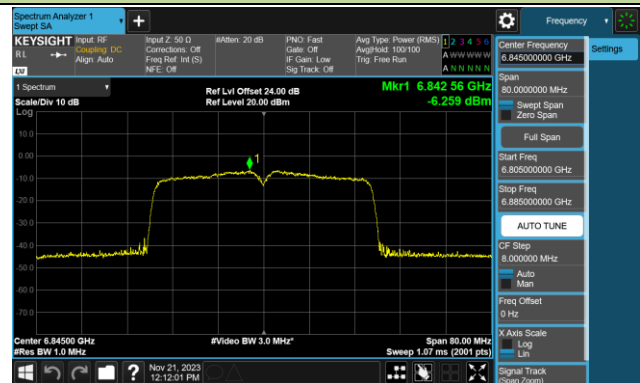 Spectrum Analyzer 1
Swept SA
+
Frequency
KEYSIGHT
Input: RF
Coupling: DC
Align: Auto
Input Z: 50 Ω
Corrections: Off
Freq Ref: Int (S)
NFE: Off
#Atten: 20 dB
PNO: Fast
Gate: Off
IF Gain: Low
Sig Track: Off
Avg Type: Power (RMS)
Avg|Hold: 100/100
Trig: Free Run
1 2 3 4 5 6
A W W W W W
A N N N N N
RL
LXI
1 Spectrum
Scale/Div 10 dB
Log
Ref Lvl Offset 24.00 dB
Ref Level 20.00 dBm
Mkr1 6.842 56 GHz
-6.259 dBm
10.0
0.00
-10.0
-20.0
-30.0
-40.0
-50.0
-60.0
-70.0
1
Center 6.84500 GHz
#Res BW 1.0 MHz
#Video BW 3.0 MHz*
Span 80.00 MHz
Sweep 1.07 ms (2001 pts)
Nov 21, 2023
12:12:01 PM
?
Center Frequency
6.845000000 GHz
Settings
Span
80.0000000 MHz
Swept Span
Zero Span
Full Span
Start Freq
6.805000000 GHz
Stop Freq
6.885000000 GHz
AUTO TUNE
CF Step
8.000000 MHz
Auto
Man
Freq Offset
0 Hz
X Axis Scale
Log
Lin
Signal Track
(Span Zoom)